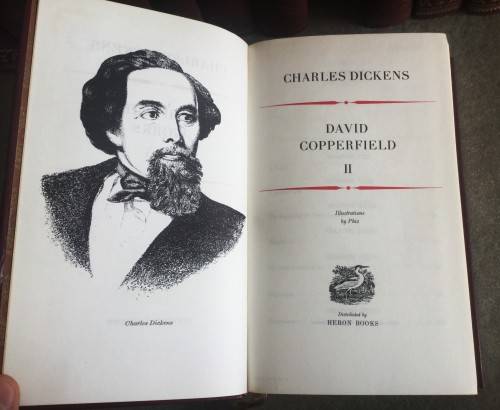 Charles Dickens
CHARLES DICKENS
DAVID
COPPERFIELD
II
Illustrations
by Phiz
Distributed by
HERON BOOKS